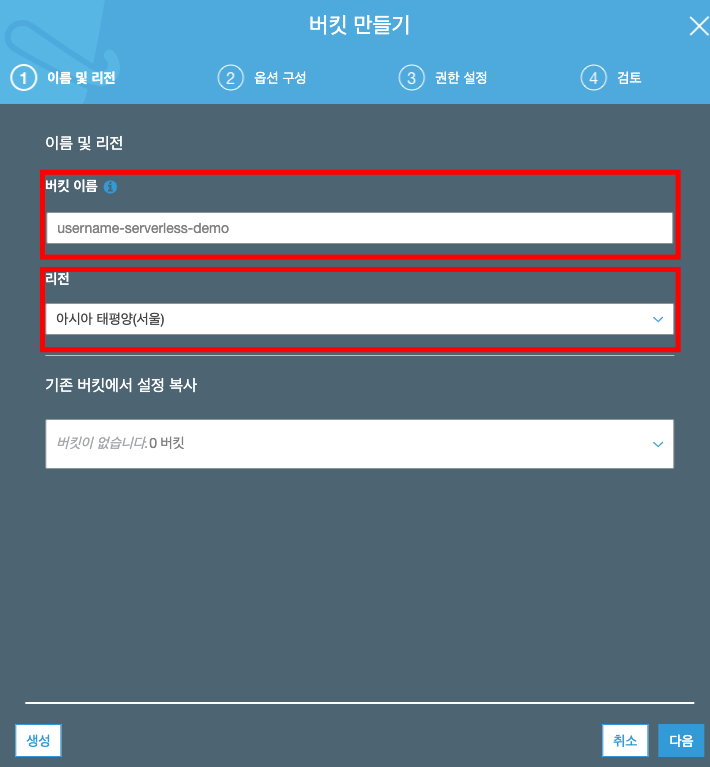 버킷 만들기
1 이름 및 리전 2 옵션 구성 3 권한 설정 4 검토
이름 및 리전
버킷 이름
username-serverless-demo
리전
아시아 태평양(서울)
기존 버킷에서 설정 복사
버킷이 없습니다.0 버킷
생성 취소 다음